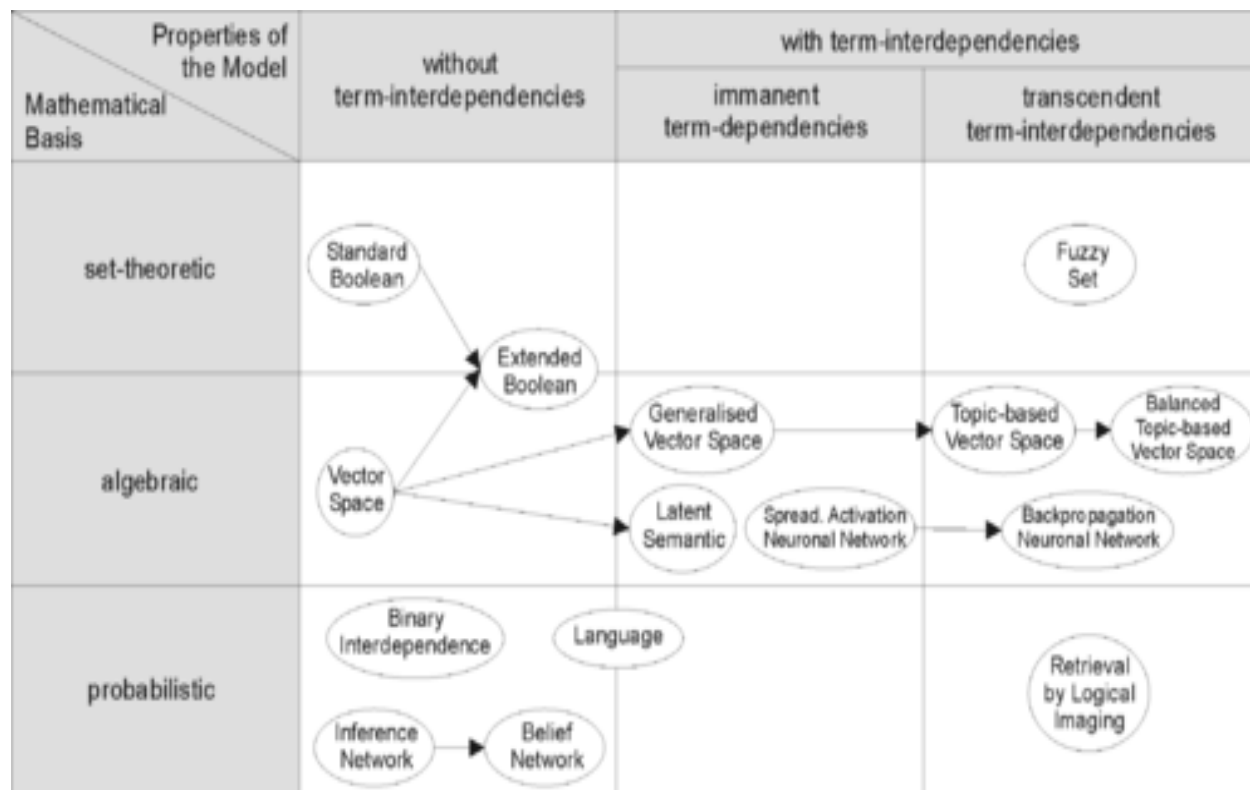 Properties of
the Model
Mathematical
Basis
without
term-interdependencies
with term-interdependencies
immanent
term-dependencies
transcendent
term-interdependencies
set-theoretic
Standard
Boolean
Fuzzy
Set
Extended
Boolean
algebraic
Vector
Space
Generalised
Vector Space
Topic-based
Vector Space
Balanced
Topic-based
Vector Space
Latent
Semantic
Spread. Activation
Neuronal Network
Backpropagation
Neuronal Network
probabilistic
Binary
Interdependence
Language
Retrieval
by Logical
Imaging
Inference
Network
Belief
Network